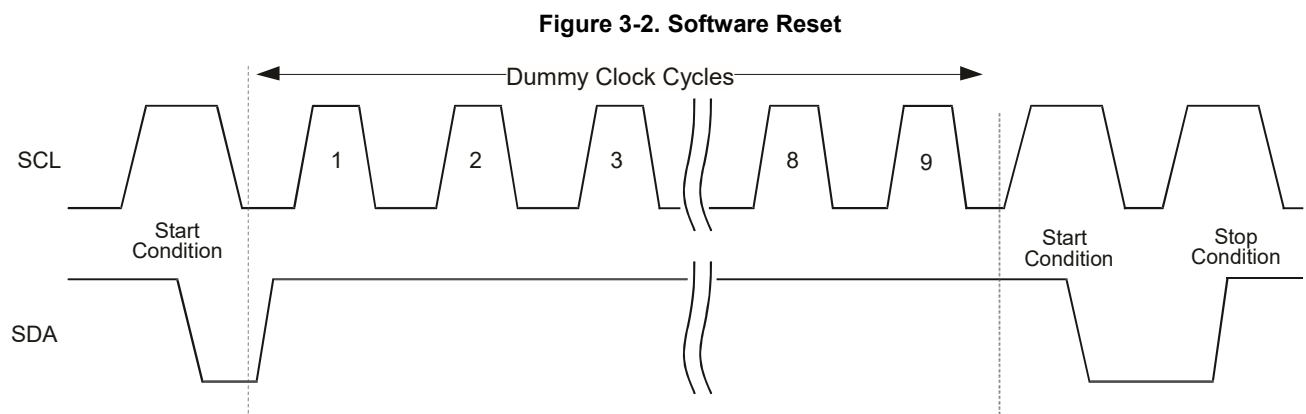 Figure 3-2. Software Reset
Dummy Clock Cycles
SCL
1
2
3
8
9
Start
Condition
Start
Condition
Stop
Condition
SDA